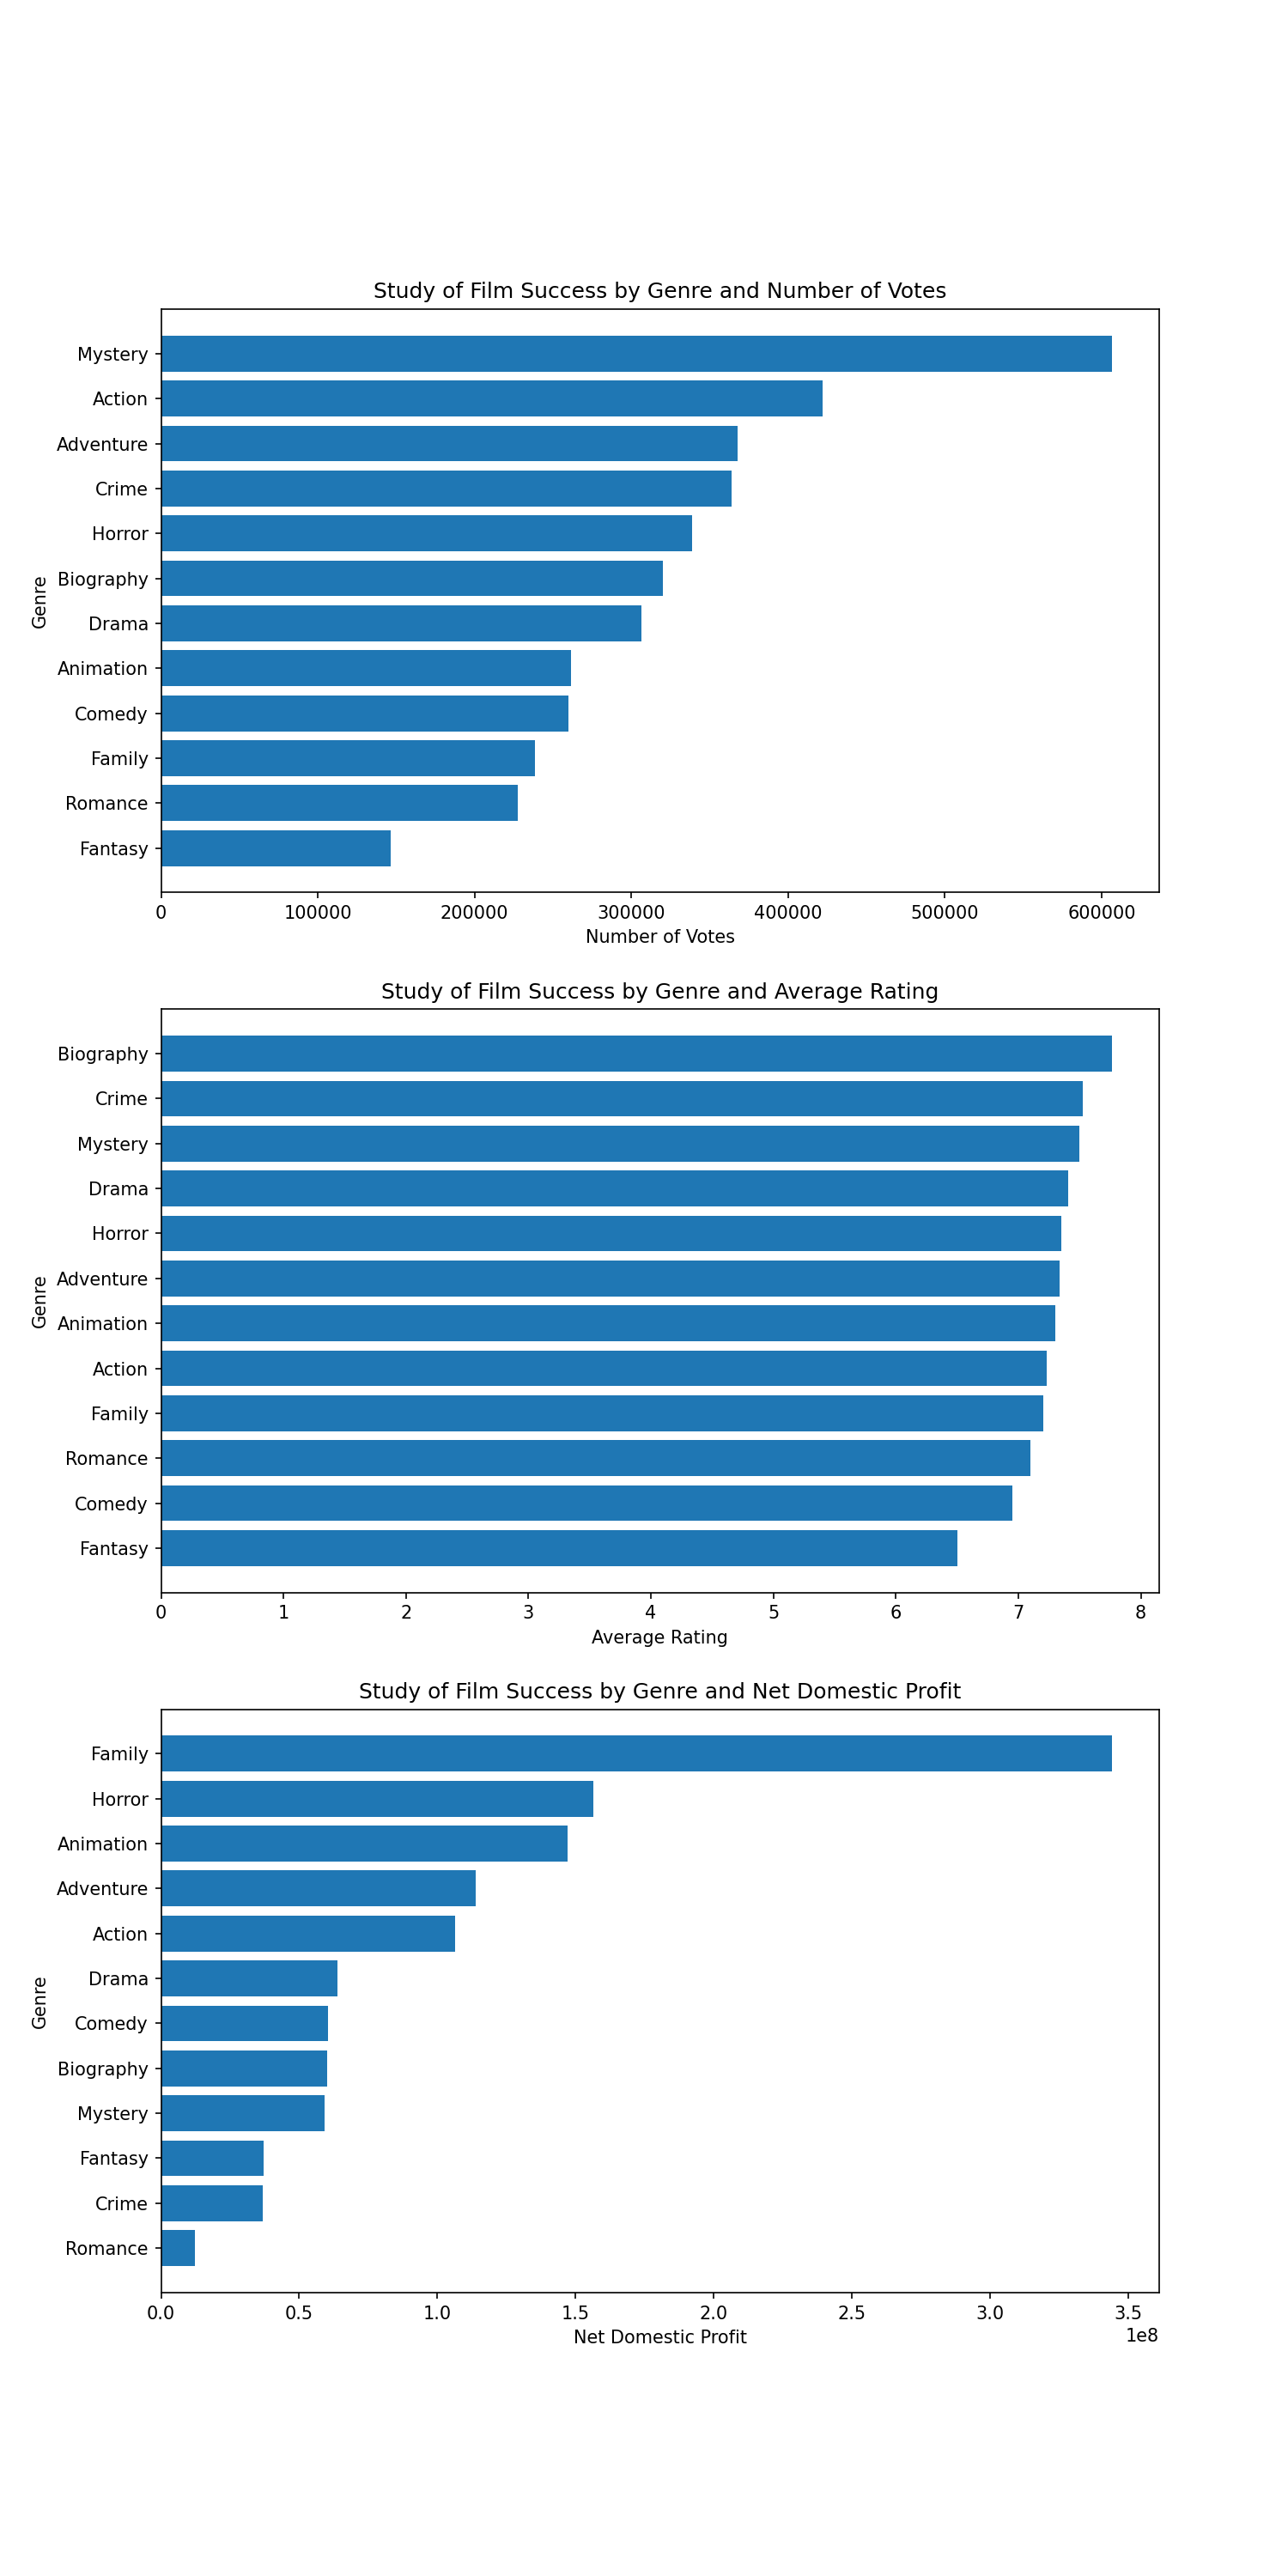 Study of Film Success by Genre and Number of Votes
Mystery
Action
Adventure
Crime
Horror
Biography
Drama
Animation
Comedy
Family
Romance
Fantasy
Genre
0 100000 200000 300000 400000 500000 600000
Number of Votes
Study of Film Success by Genre and Average Rating
Biography
Crime
Mystery
Drama
Horror
Adventure
Animation
Action
Family
Romance
Comedy
Fantasy
Genre
0 1 2 3 4 5 6 7 8
Average Rating
Study of Film Success by Genre and Net Domestic Profit
Family
Horror
Animation
Adventure
Action
Drama
Comedy
Biography
Mystery
Fantasy
Crime
Romance
Genre
0.0 0.5 1.0 1.5 2.0 2.5 3.0 3.5
1e8
Net Domestic Profit